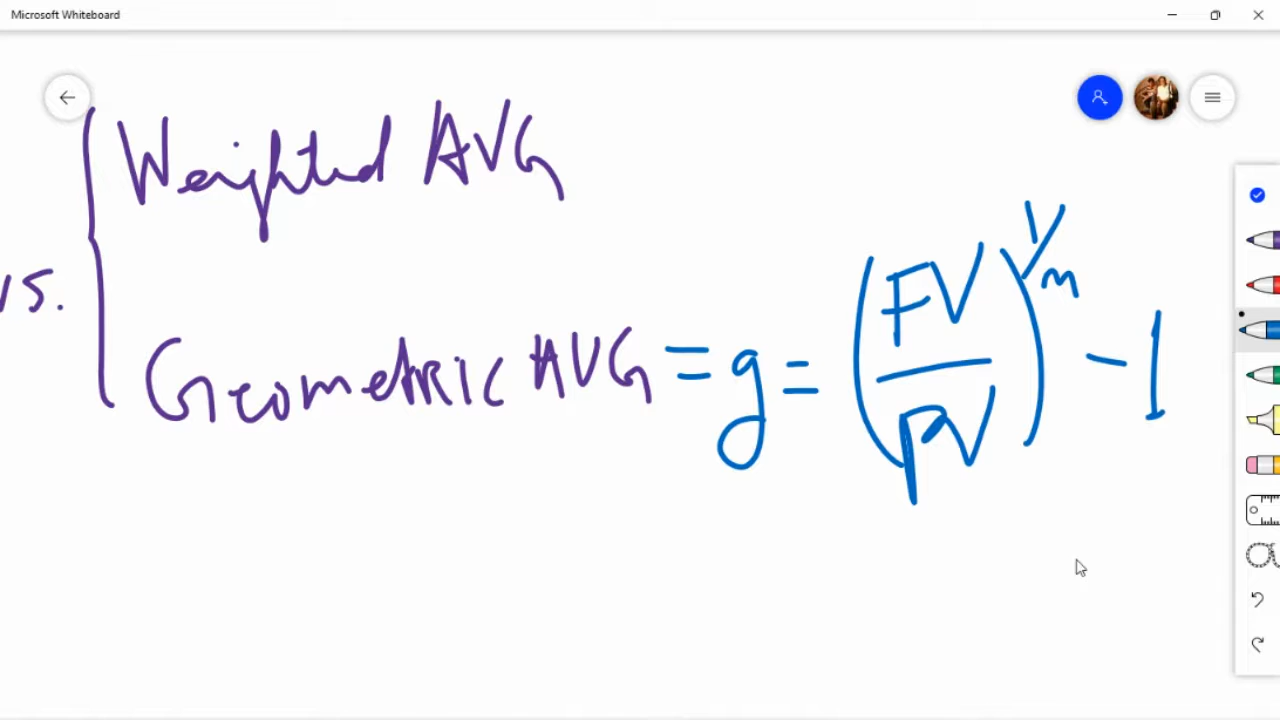 Microsoft Whiteboard
Weighted AVG
VS.
GEOMETRIC AVG = g = (FV/PV)^1/n - 1